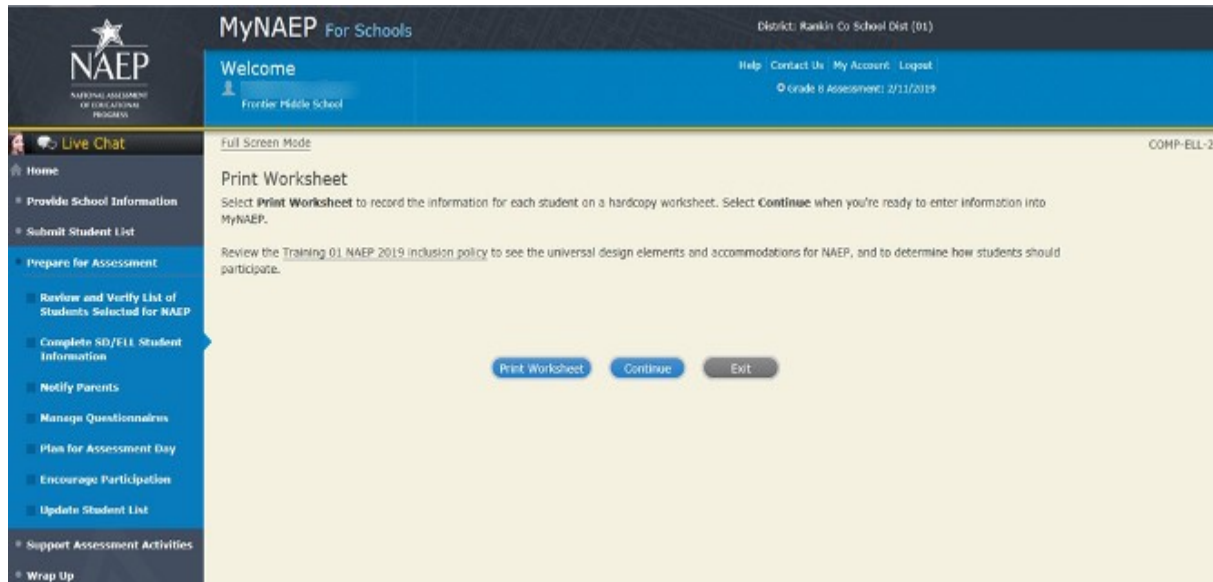 MyNAEP For Schools
District: Rankin Co School Dist (01)
NAEP
NATIONAL ASSESSMENT
OF EDUCATIONAL
PROGRESS
Welcome
Frontier Middle School
Help Contact Us My Account Logout
Grade 8 Assessment: 2/11/2019
Live Chat
Home
Provide School Information
Submit Student List
Prepare for Assessment
Review and Verify List of
Students Selected for NAEP
Complete SD/ELL Student
Information
Notify Parents
Manage Questionnaires
Plan for Assessment Day
Encourage Participation
Update Student List
Support Assessment Activities
Wrap Up
Full Screen Mode
COMP-ELL-2
Print Worksheet
Select Print Worksheet to record the information for each student on a hardcopy worksheet. Select Continue when you're ready to enter information into
MyNAEP.
Review the Training 01 NAEP 2019 inclusion policy to see the universal design elements and accommodations for NAEP, and to determine how students should
participate.
Print Worksheet
Continue
Exit